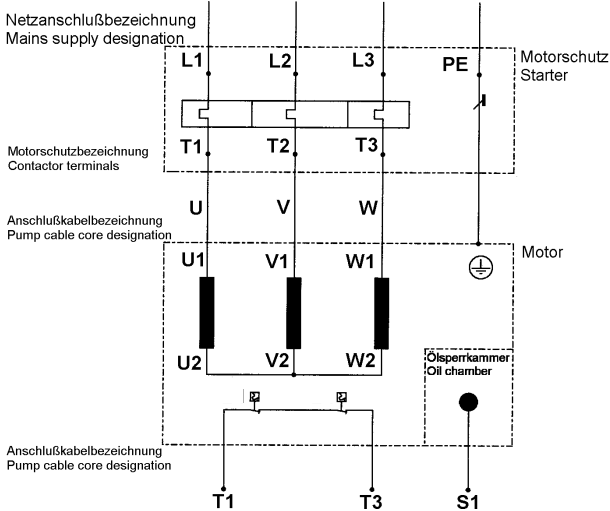 Netzanschlußbezeichnung
Mains supply designation
L1 L2 L3 PE
Motorschutz
Starter
Motorschutzbezeichnung
Contactor terminals
T1 T2 T3
Anschlußkabelbezeichnung
Pump cable core designation
U V W
Motor
U1 V1 W1
U2 V2 W2
Ölsperrkammer
Oil chamber
Anschlußkabelbezeichnung
Pump cable core designation
T1 T3 S1